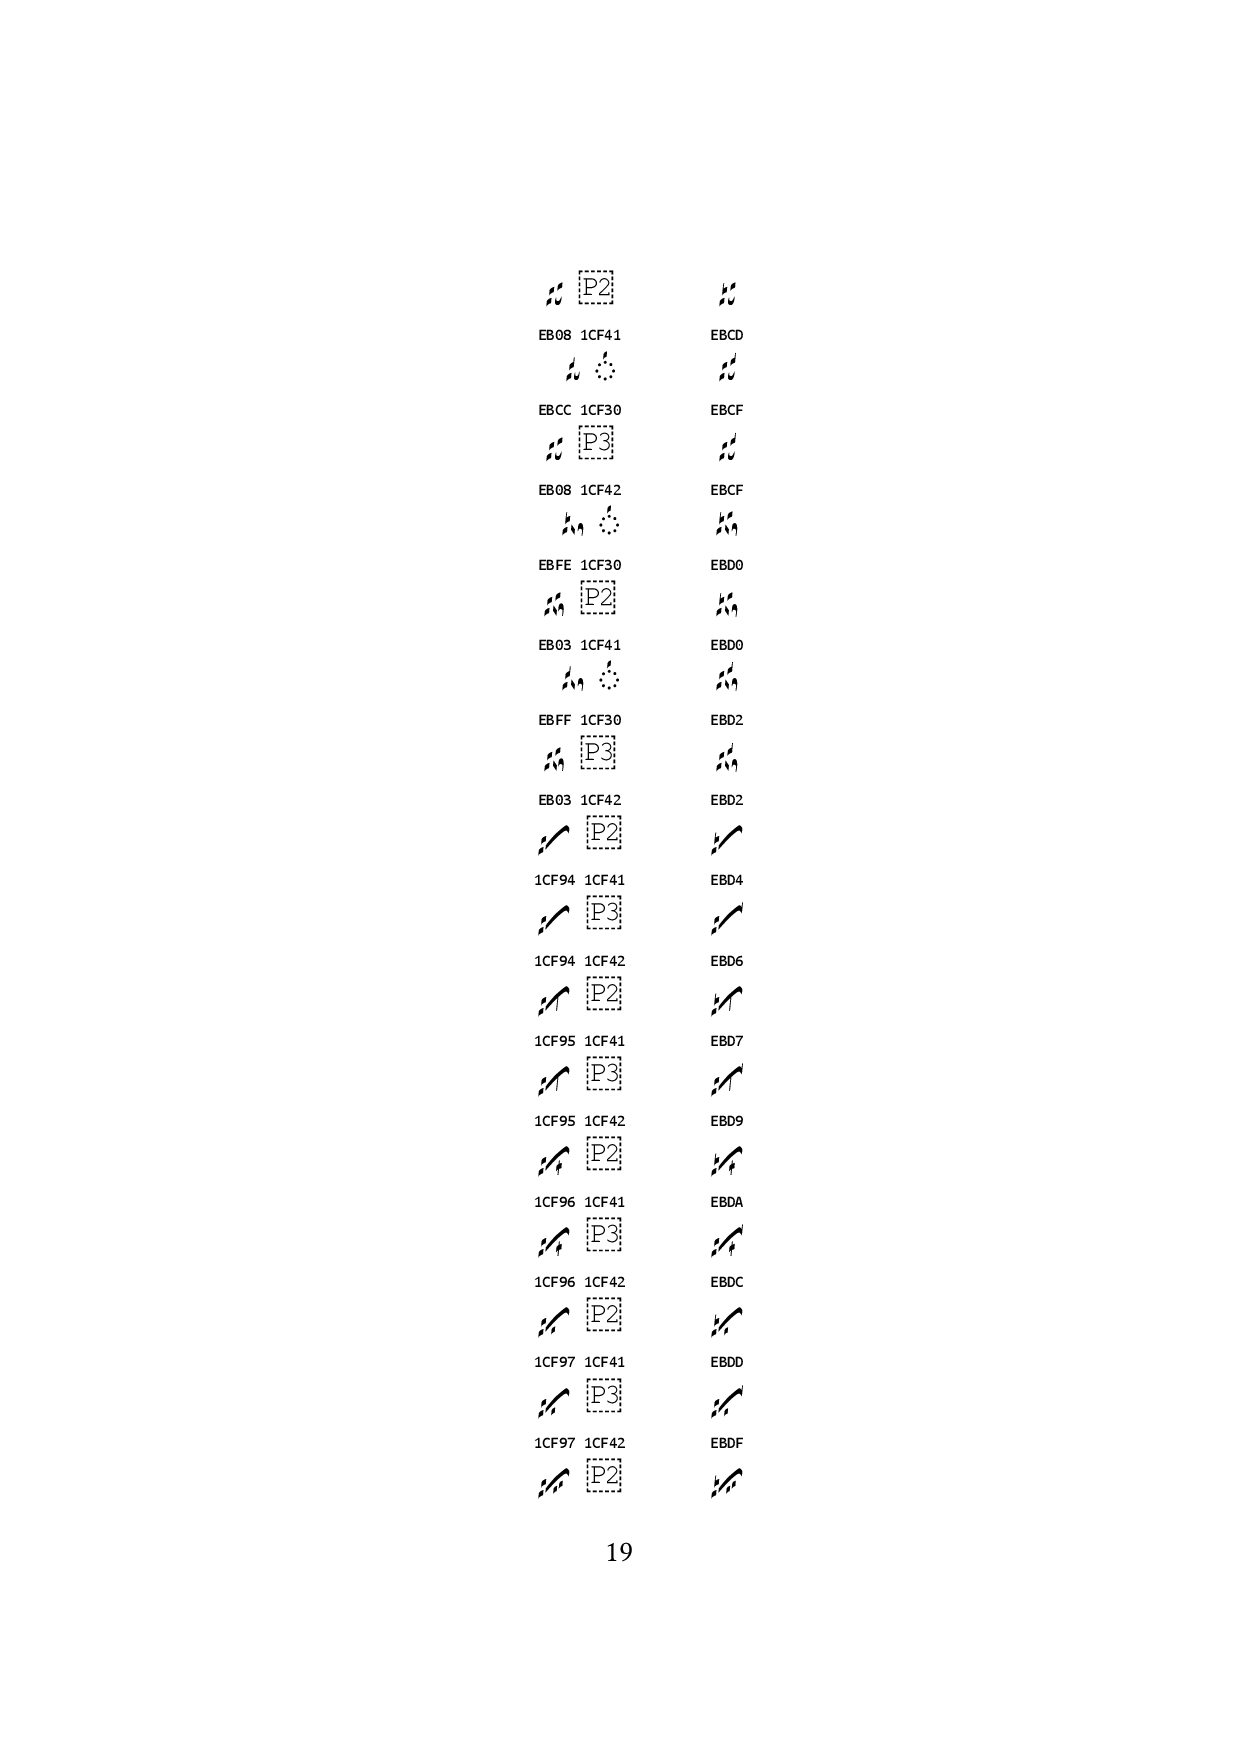 P2
EB08 1CF41 EBCD
EBCC 1CF30 EBCF
P3
EB08 1CF42 EBCF
EBFE 1CF30 EBD0
P2
EB03 1CF41 EBD0
EBFF 1CF30 EBD2
P3
EB03 1CF42 EBD2
P2
1CF94 1CF41 EBD4
P3
1CF94 1CF42 EBD6
P2
1CF95 1CF41 EBD7
P3
1CF95 1CF42 EBD9
P2
1CF96 1CF41 EBDA
P3
1CF96 1CF42 EBDC
P2
1CF97 1CF41 EBDD
P3
1CF97 1CF42 EBDF
P2
19